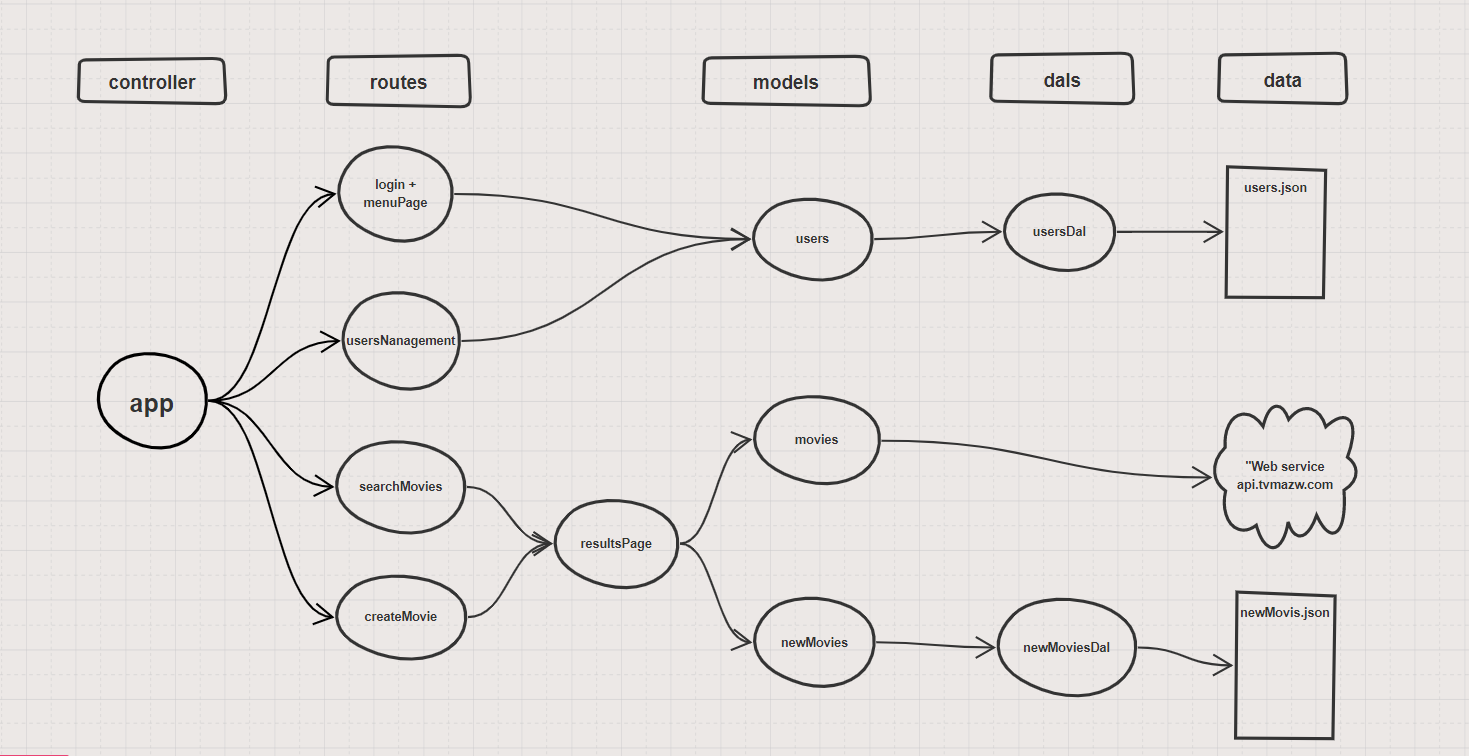 controller
routes
models
dals
data
login +
menuPage
users
usersDal
users.json
usersNanagement
app
searchMovies
createMovie
resultsPage
movies
"Web service
api.tvmazw.com
newMovies
newMoviesDal
newMovis.json